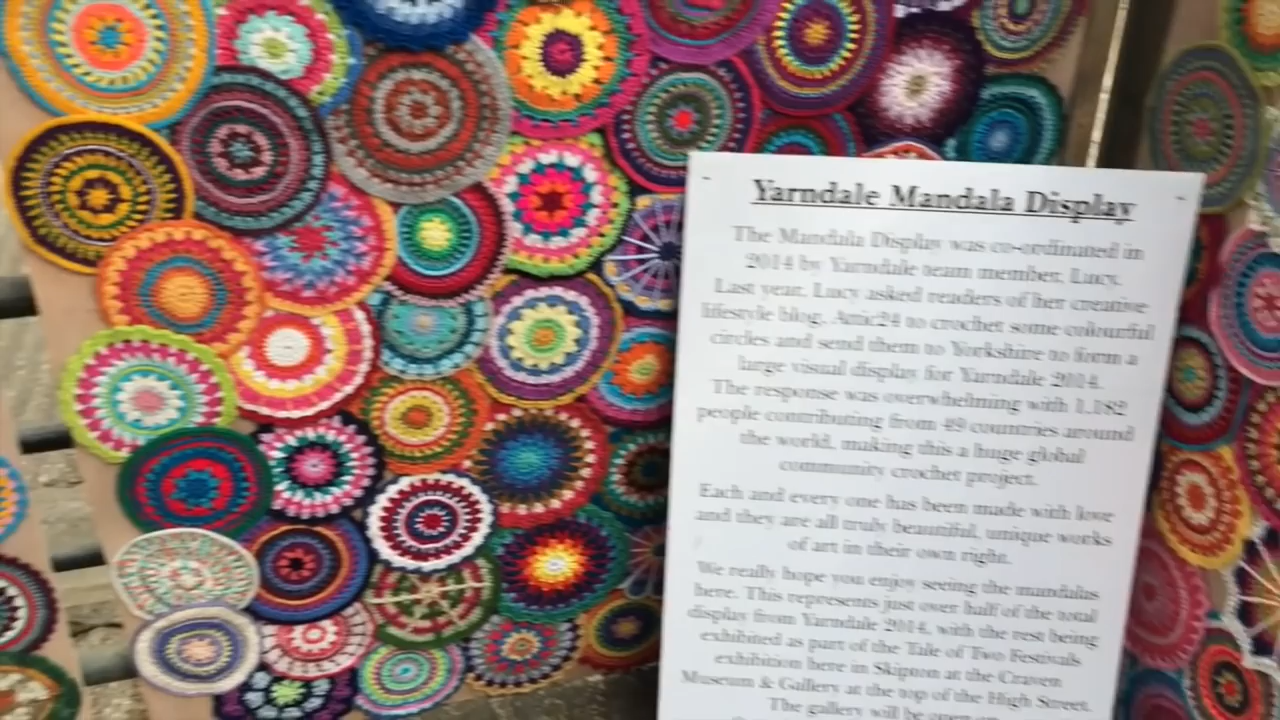 Yarndale Mandala Display
The Mandala Display was co-ordinated in
2014 by Yarndale team member, Lucy.
Last year, Lucy asked readers of her creative
lifestyle blog, Attic24 to crochet some colourful
circles and send them to Yorkshire to form a
large visual display for Yarndale 2014.
The response was overwhelming with 1,182
people contributing from 49 countries around
the world, making this a huge global
community crochet project.
Each and every one has been made with love
and they are all truly beautiful, unique works
of art in their own right.
We really hope you enjoy seeing the mandalas
here. This represents just over half of the total
display from Yarndale 2014, with the rest being
exhibited as part of the Tale of Two Festivals
exhibition here in Skipton at the Craven
Museum & Gallery at the top of the High Street.
The gallery will be open on